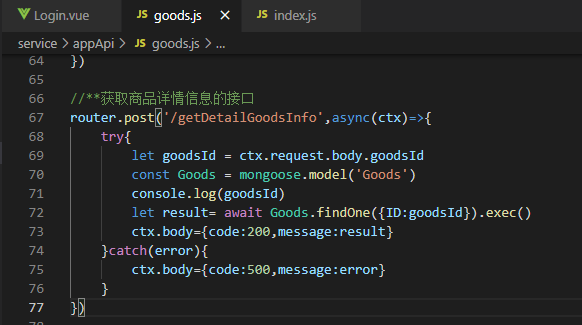 Login.vue goods.js × index.js
service > appApi > goods.js > ...
64 })
65
66 //**获取商品详情信息的接口
67 router.post('/getDetailGoodsInfo',async(ctx)=>{
68 try{
69 let goodsId = ctx.request.body.goodsId
70 const Goods = mongoose.model('Goods')
71 console.log(goodsId)
72 let result= await Goods.findOne({ID:goodsId}).exec()
73 ctx.body={code:200,message:result}
74 }catch(error){
75 ctx.body={code:500,message:error}
76 }
77 })
78